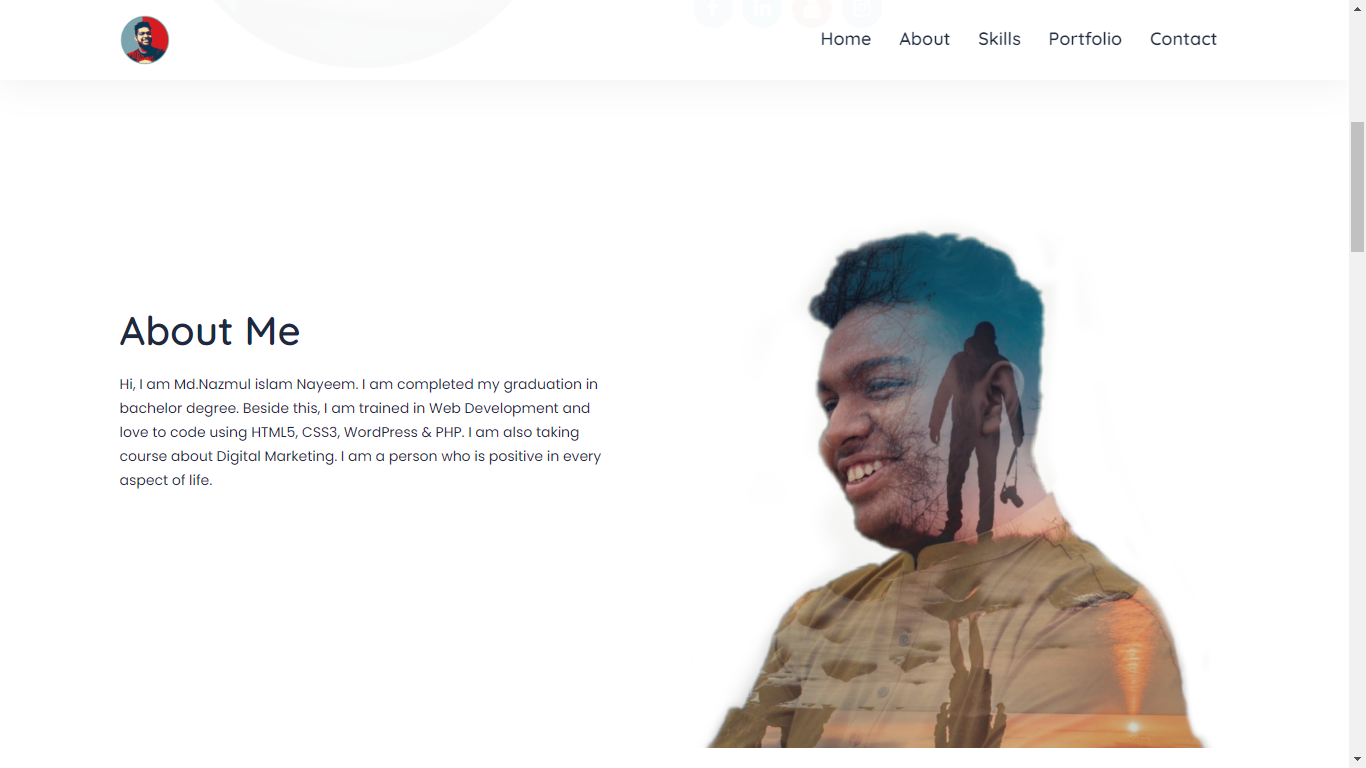 Home About Skills Portfolio Contact
About Me
Hi, I am Md.Nazmul islam Nayeem. I am completed my graduation in
bachelor degree. Beside this, I am trained in Web Development and
love to code using HTML5, CSS3, WordPress & PHP. I am also taking
course about Digital Marketing. I am a person who is positive in every
aspect of life.